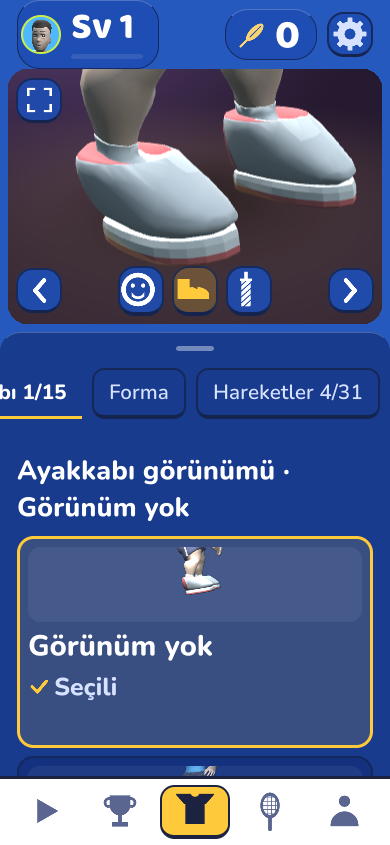 Sv 1
0
bı 1/15
Forma
Hareketler 4/31
Ayakkabı görünümü ·
Görünüm yok
Görünüm yok
Seçili